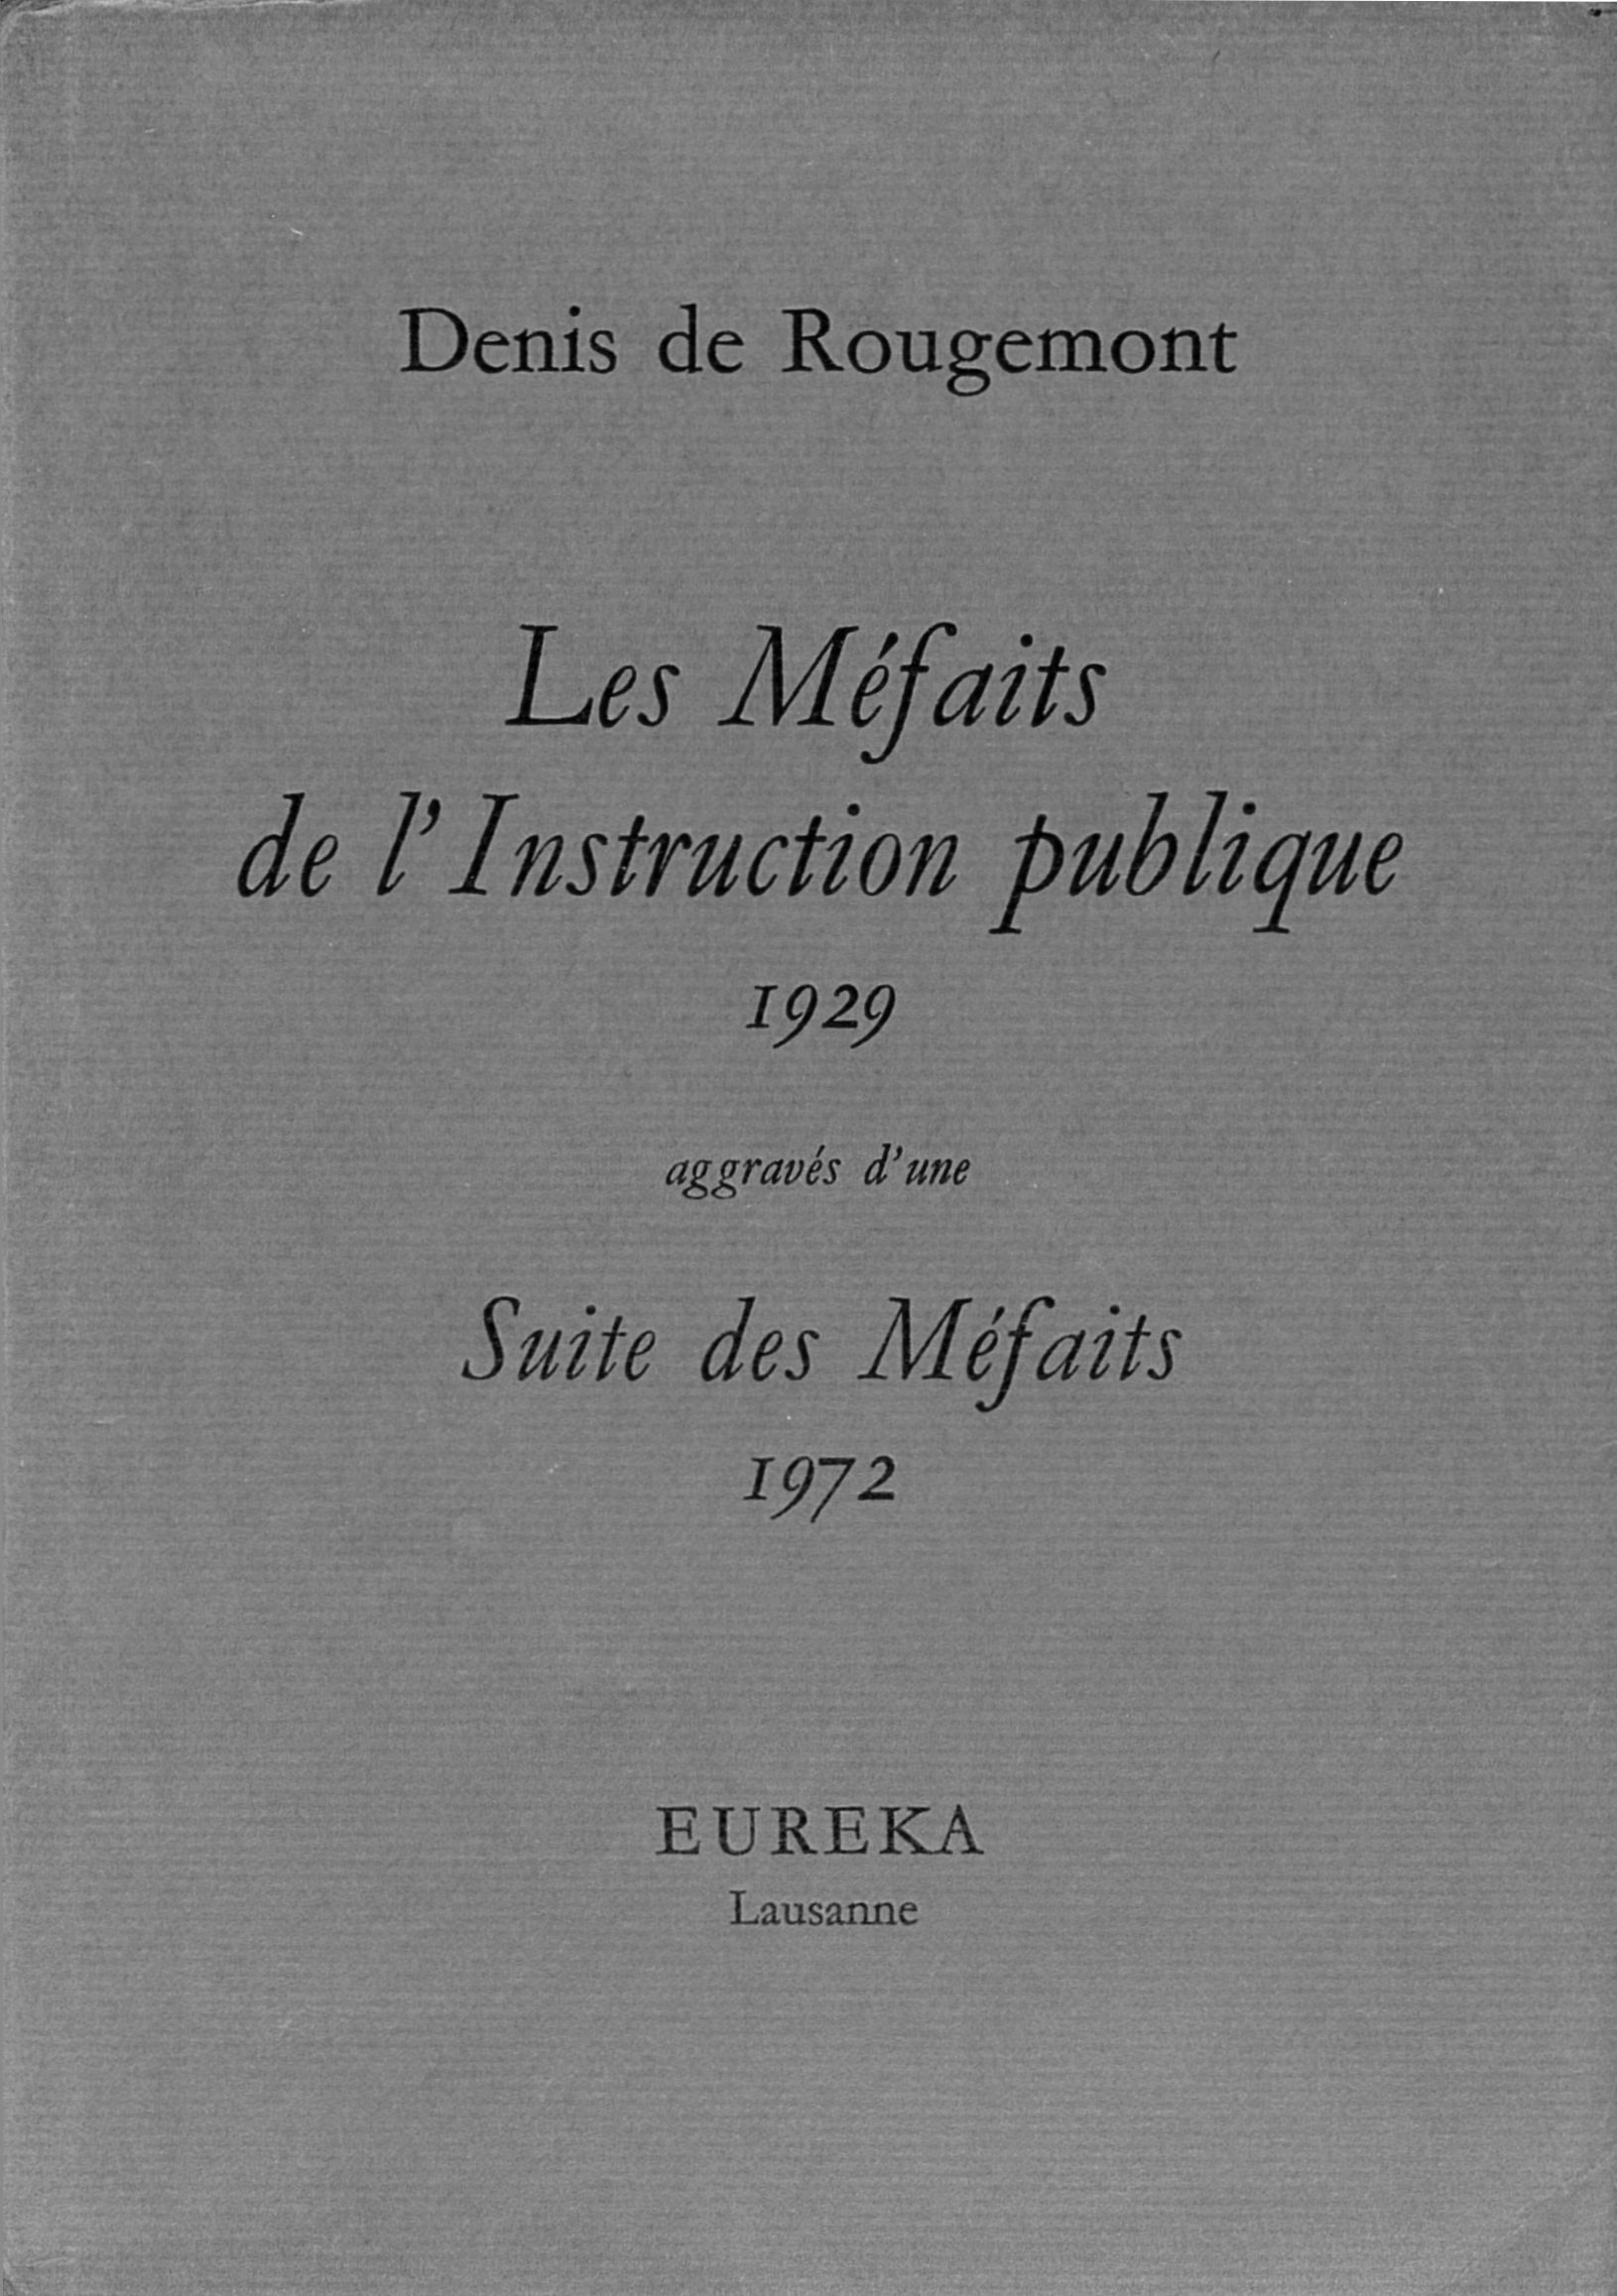 Denis de Rougemont
Les Méfaits
de l'Instruction publique
1929
aggravés d'une
Suite des Méfaits
1972
EUREKA
Lausanne